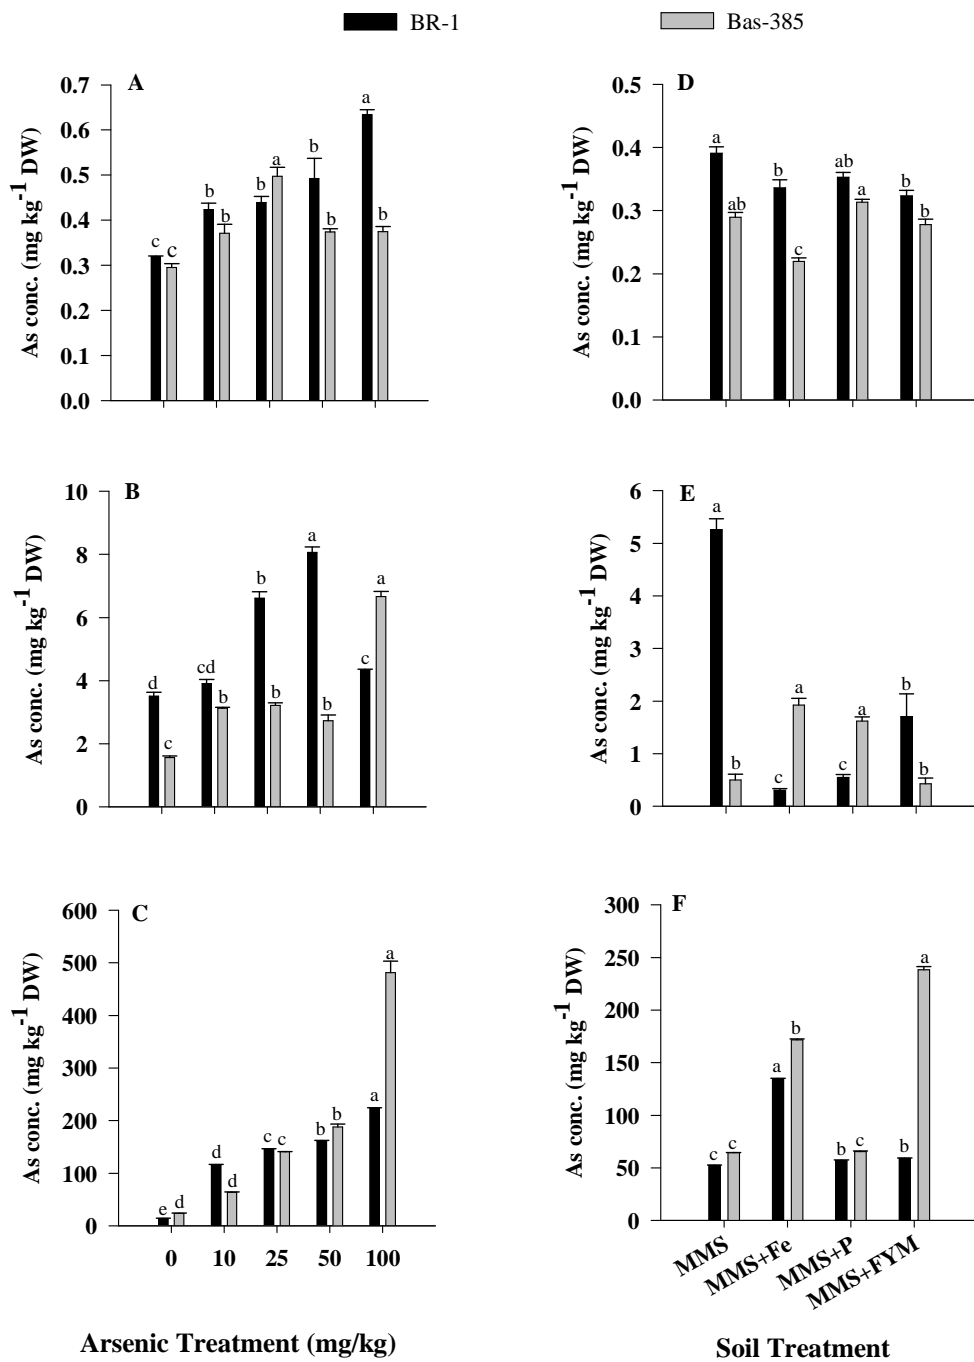 BR-1 Bas-385
A
As conc. (mg kg-1 DW)
0.7
0.6
0.5
0.4
0.3
0.2
0.1
0.0
c c b b b a b b a b
D
As conc. (mg kg-1 DW)
0.5
0.4
0.3
0.2
0.1
0.0
a ab b c ab a b b
B
As conc. (mg kg-1 DW)
10
8
6
4
2
0
d c cd b b b a b c a
E
As conc. (mg kg-1 DW)
6
5
4
3
2
1
0
a b c a c a b b
C
As conc. (mg kg-1 DW)
600
500
400
300
200
100
0
e d d d c c b b a a
0 10 25 50 100
Arsenic Treatment (mg/kg)
F
As conc. (mg kg-1 DW)
300
250
200
150
100
50
0
c c a b b c b a
MMS MMS+Fe MMS+P MMS+FYM
Soil Treatment